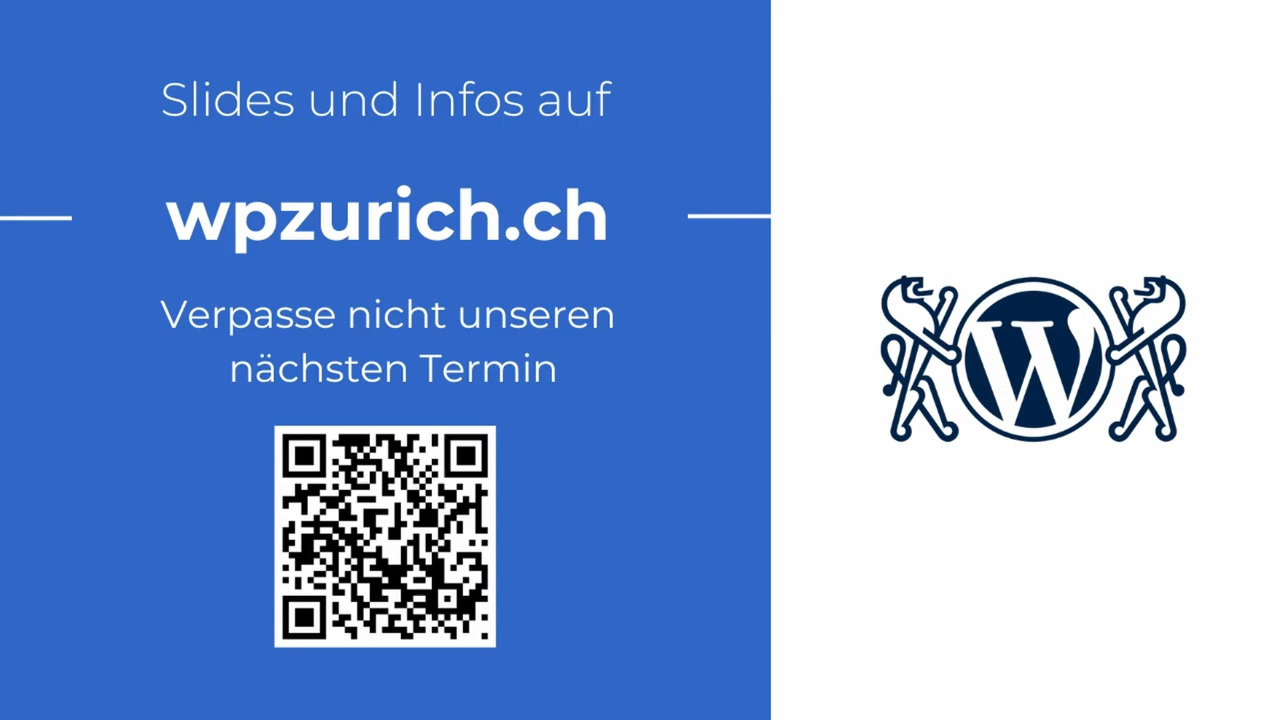 Slides und Infos auf
wpzurich.ch
Verpasse nicht unseren
nächsten Termin
W